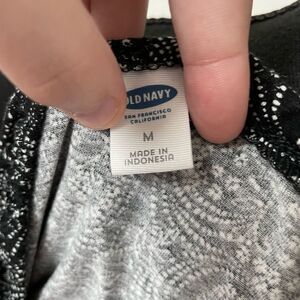 OLD NAVY
SAN FRANCISCO
CALIFORNIA
M
MADE IN
INDONESIA